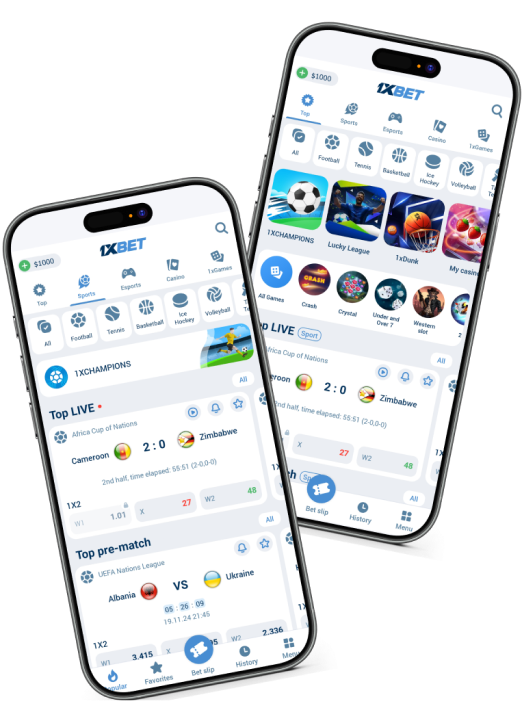 $1000
1XBET
Top
Sports
Esports
Casino
1xGames
All
Football
Tennis
Basketball
Ice
Hockey
Volleyball
1XCHAMPIONS
Lucky League
1xDunk
My casino
All Games
CRASH
Crash
Crystal
Under and
Over 7
Western
slot
LIVE
Sport
All
Africa Cup of Nations
2 : 0
Zimbabwe
2nd half, time elapsed: 55:51 (2-0,0-0)
X
27
W2
48
All
Bet slip
History
Menu
$1000
1XBET
Top
Sports
Esports
Casino
1xGames
All
Football
Tennis
Basketball
Ice
Hockey
Volleyball
1XCHAMPIONS
All
Top LIVE
Africa Cup of Nations
Cameroon
2 : 0
Zimbabwe
2nd half, time elapsed: 55:51 (2-0,0-0)
1X2
W1
1.01
X
27
W2
48
All
Top pre-match
UEFA Nations League
Albania
VS
Ukraine
05 : 26 : 09
19.11.24 21:45
1X2
W1
3.415
X
W2
2.336
Favorites
Bet slip
History
Menu